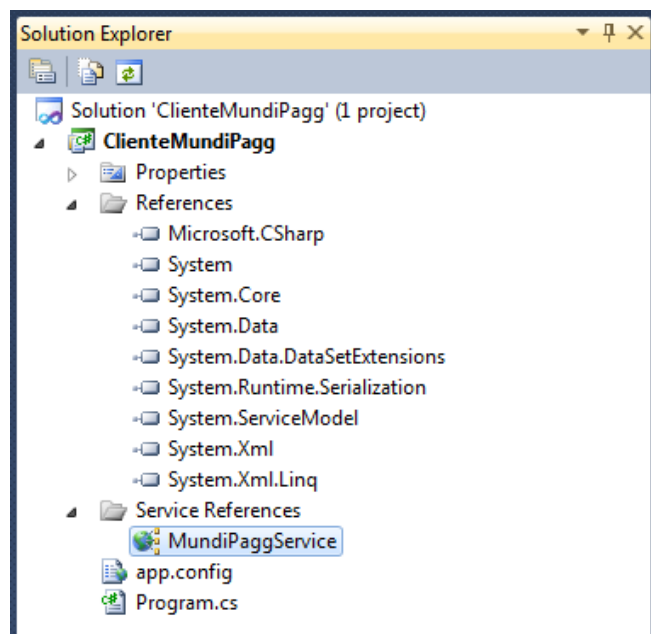 Solution Explorer
Solution 'ClienteMundiPagg' (1 project)
ClienteMundiPagg
Properties
References
Microsoft.CSharp
System
System.Core
System.Data
System.Data.DataSetExtensions
System.Runtime.Serialization
System.ServiceModel
System.Xml
System.Xml.Linq
Service References
MundiPaggService
app.config
Program.cs